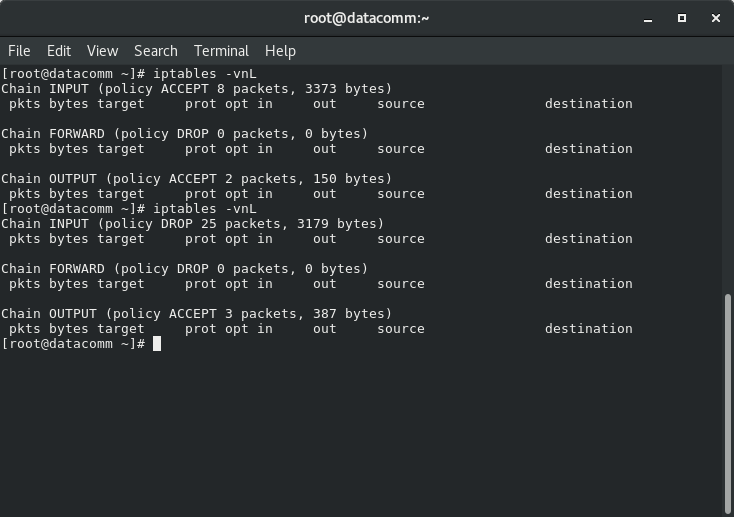 root@datacomm:~
File Edit View Search Terminal Help
[root@datacomm ~]# iptables -vnL
Chain INPUT (policy ACCEPT 8 packets, 3373 bytes)
 pkts bytes target     prot opt in     out     source               destination
Chain FORWARD (policy DROP 0 packets, 0 bytes)
 pkts bytes target     prot opt in     out     source               destination
Chain OUTPUT (policy ACCEPT 2 packets, 150 bytes)
 pkts bytes target     prot opt in     out     source               destination
[root@datacomm ~]# iptables -vnL
Chain INPUT (policy DROP 25 packets, 3179 bytes)
 pkts bytes target     prot opt in     out     source               destination
Chain FORWARD (policy DROP 0 packets, 0 bytes)
 pkts bytes target     prot opt in     out     source               destination
Chain OUTPUT (policy ACCEPT 3 packets, 387 bytes)
 pkts bytes target     prot opt in     out     source               destination
[root@datacomm ~]#